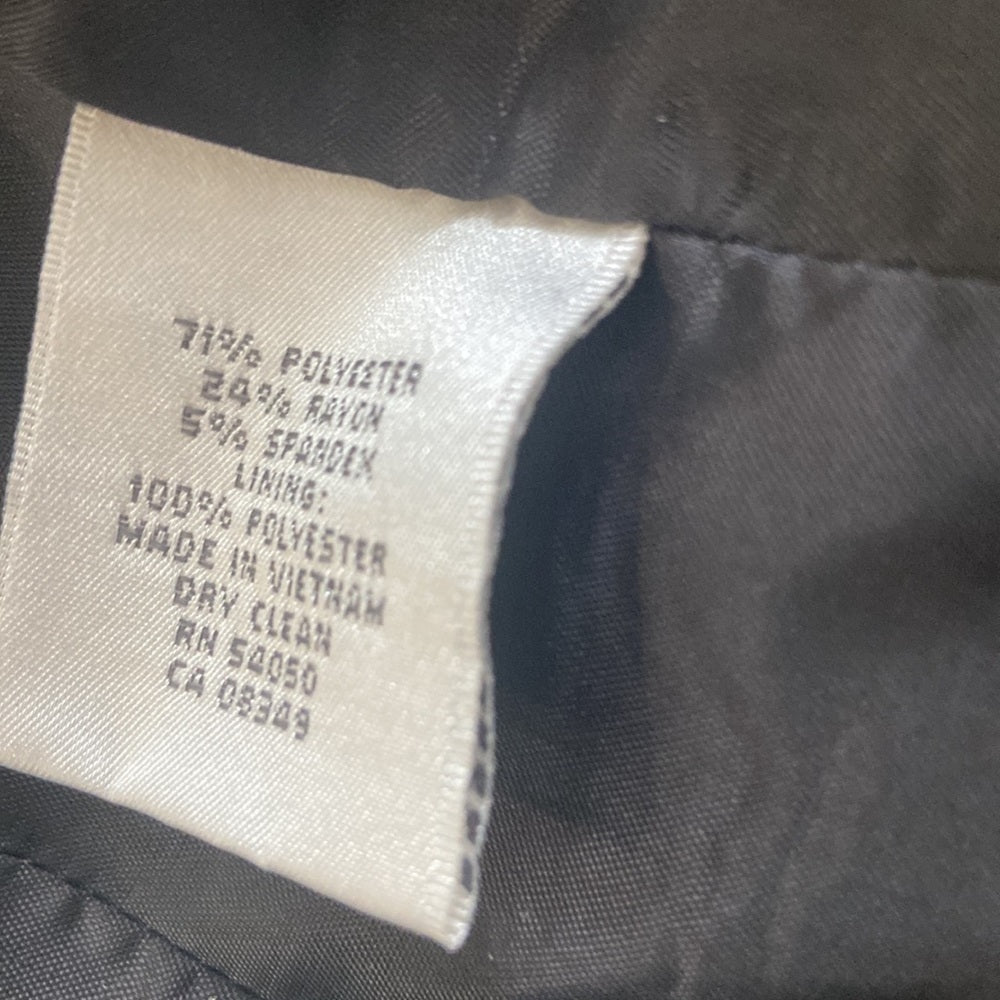 71% POLYESTER
24% RAYON
5% SPANDEX
LINING:
100% POLYESTER
MADE IN VIETNAM
DRY CLEAN
RN 54050
CA 08349